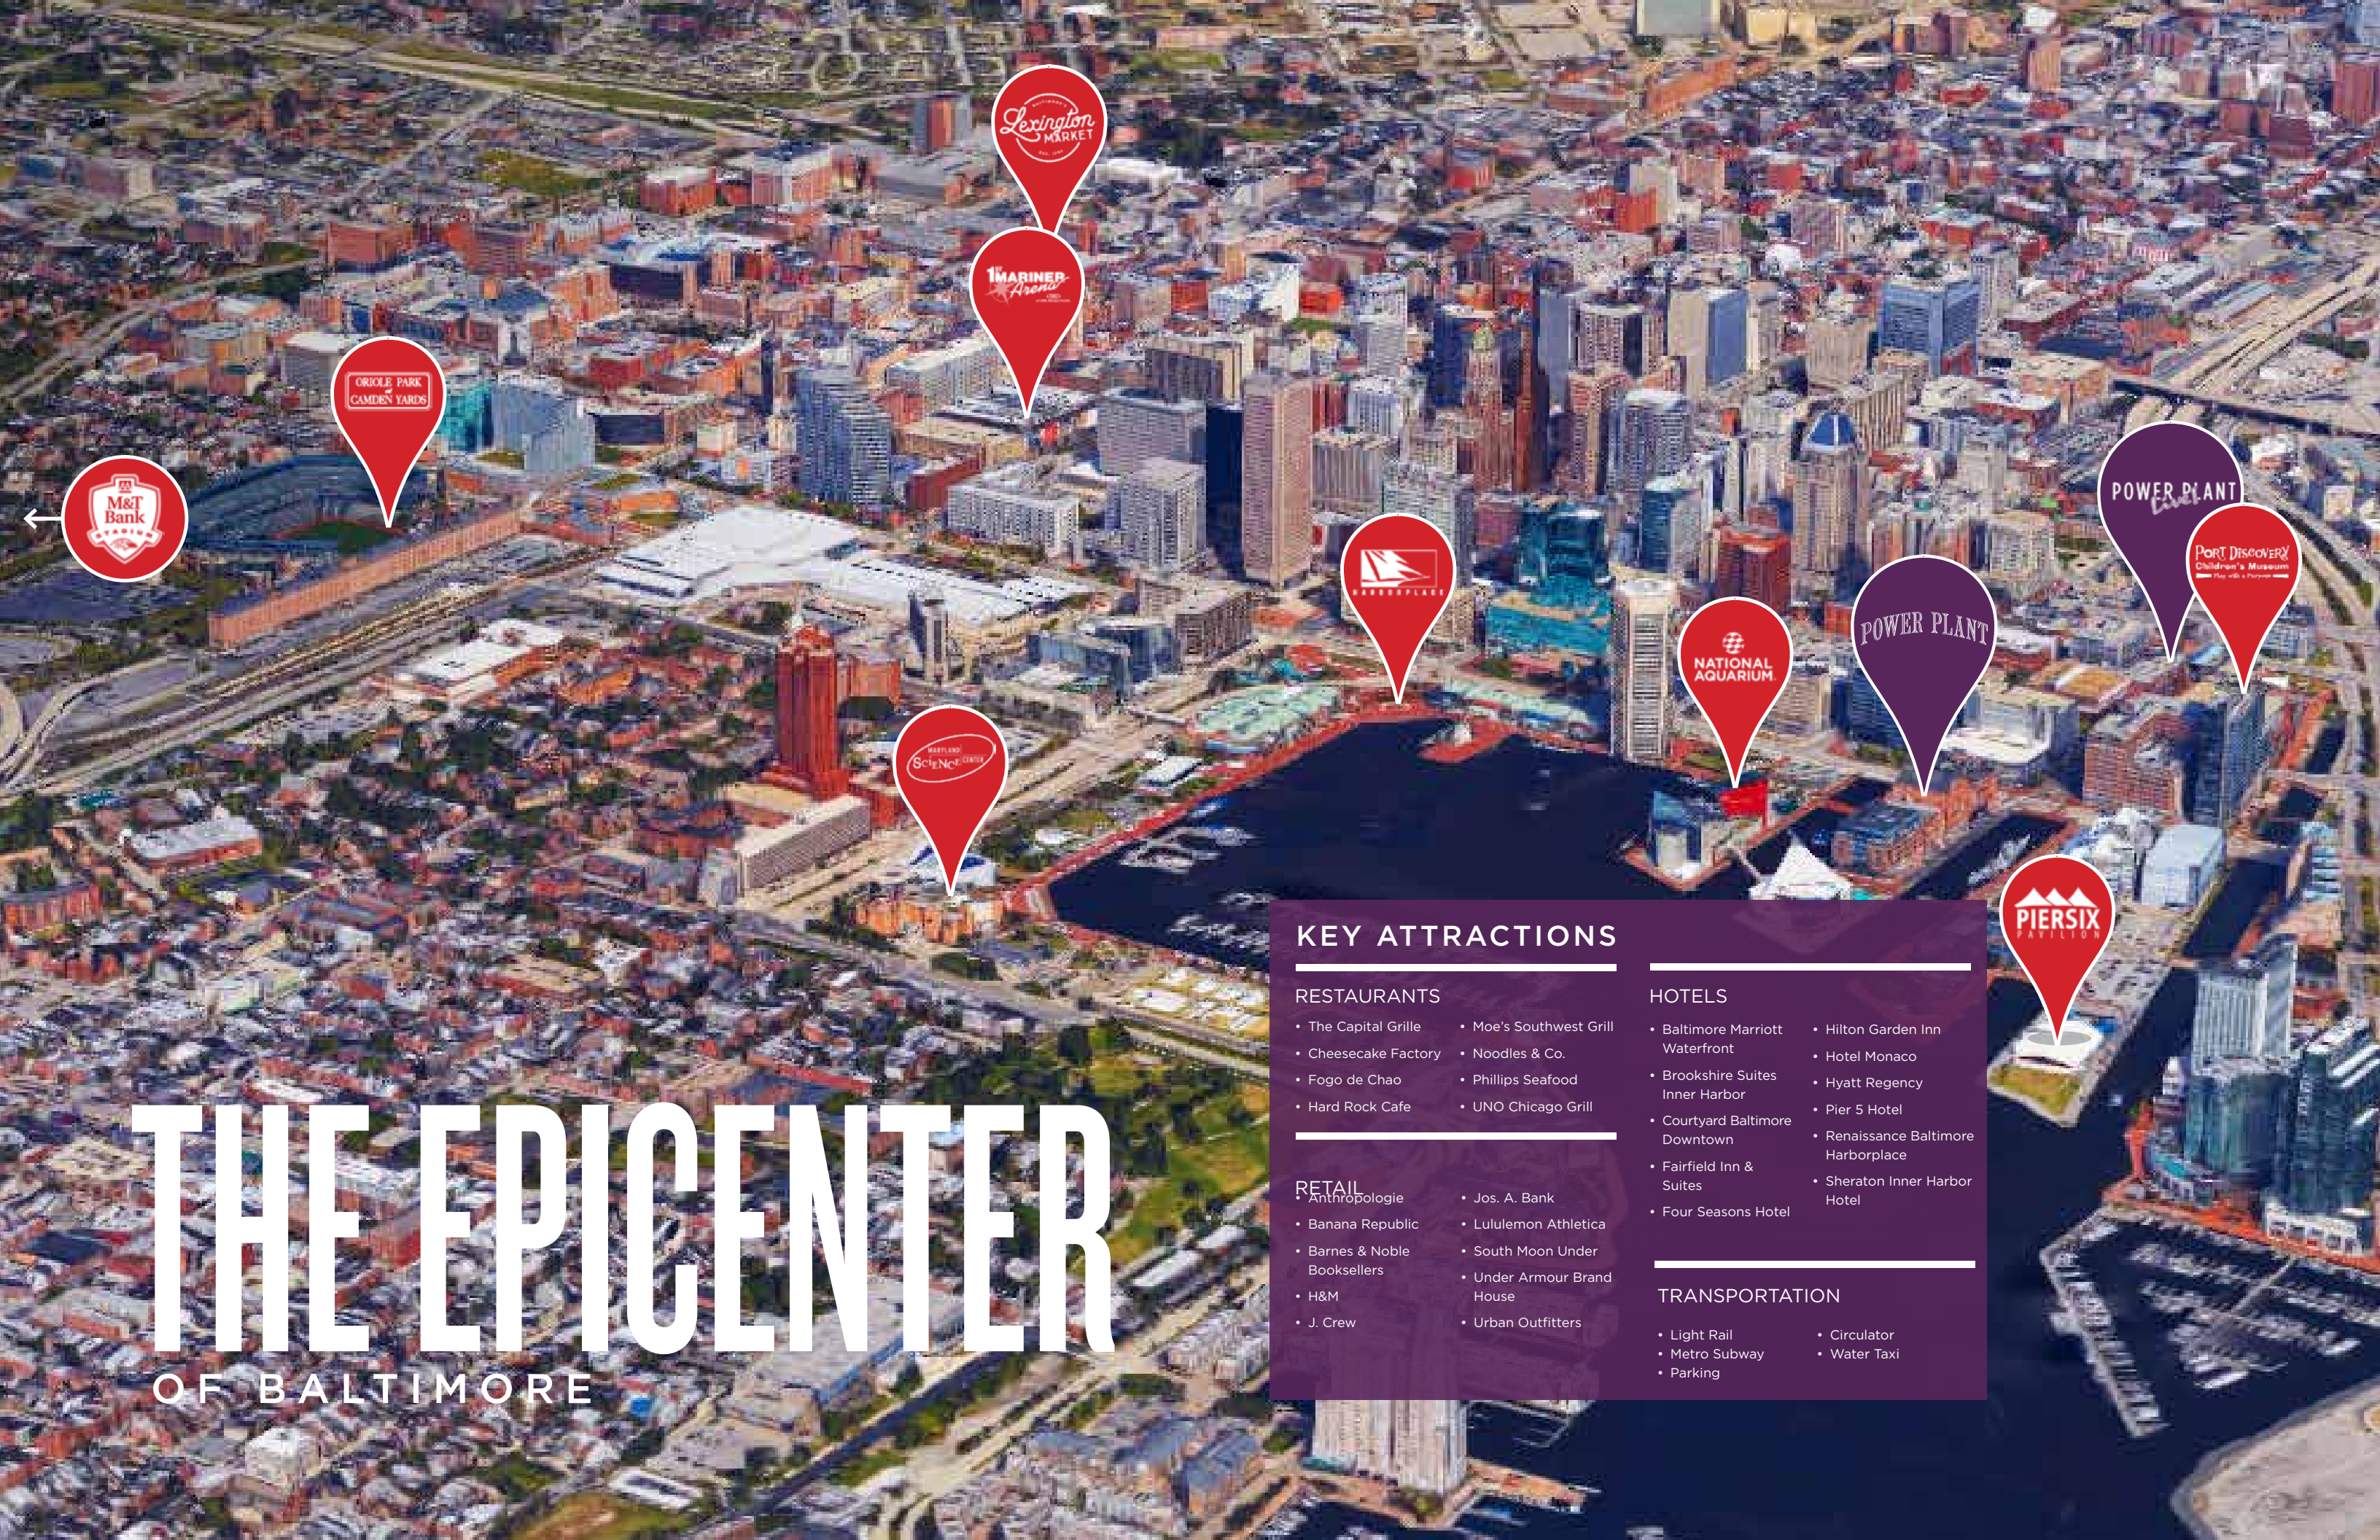 BALTIMORE'S
Lexington
MARKET
1ST
MARINER
Arena
ORIOLE PARK
at
CAMDEN YARDS
M&T
Bank
STADIUM
HARBORPLACE
POWER PLANT
Live!
PORT DISCOVERY
Children's Museum
Play with a Purpose
NATIONAL
AQUARIUM
POWER PLANT
MARYLAND
SCIENCE CENTER
PIERSIX
PAVILION
KEY ATTRACTIONS
RESTAURANTS
• The Capital Grille
• Cheesecake Factory
• Fogo de Chao
• Hard Rock Cafe
• Moe's Southwest Grill
• Noodles & Co.
• Phillips Seafood
• UNO Chicago Grill
RETAIL
• Anthropologie
• Banana Republic
• Barnes & Noble
Booksellers
• H&M
• J. Crew
• Jos. A. Bank
• Lululemon Athletica
• South Moon Under
• Under Armour Brand
House
• Urban Outfitters
HOTELS
• Baltimore Marriott
Waterfront
• Brookshire Suites
Inner Harbor
• Courtyard Baltimore
Downtown
• Fairfield Inn &
Suites
• Four Seasons Hotel
• Hilton Garden Inn
• Hotel Monaco
• Hyatt Regency
• Pier 5 Hotel
• Renaissance Baltimore
Harborplace
• Sheraton Inner Harbor
Hotel
TRANSPORTATION
• Light Rail
• Metro Subway
• Parking
• Circulator
• Water Taxi
THE EPICENTER
OF BALTIMORE